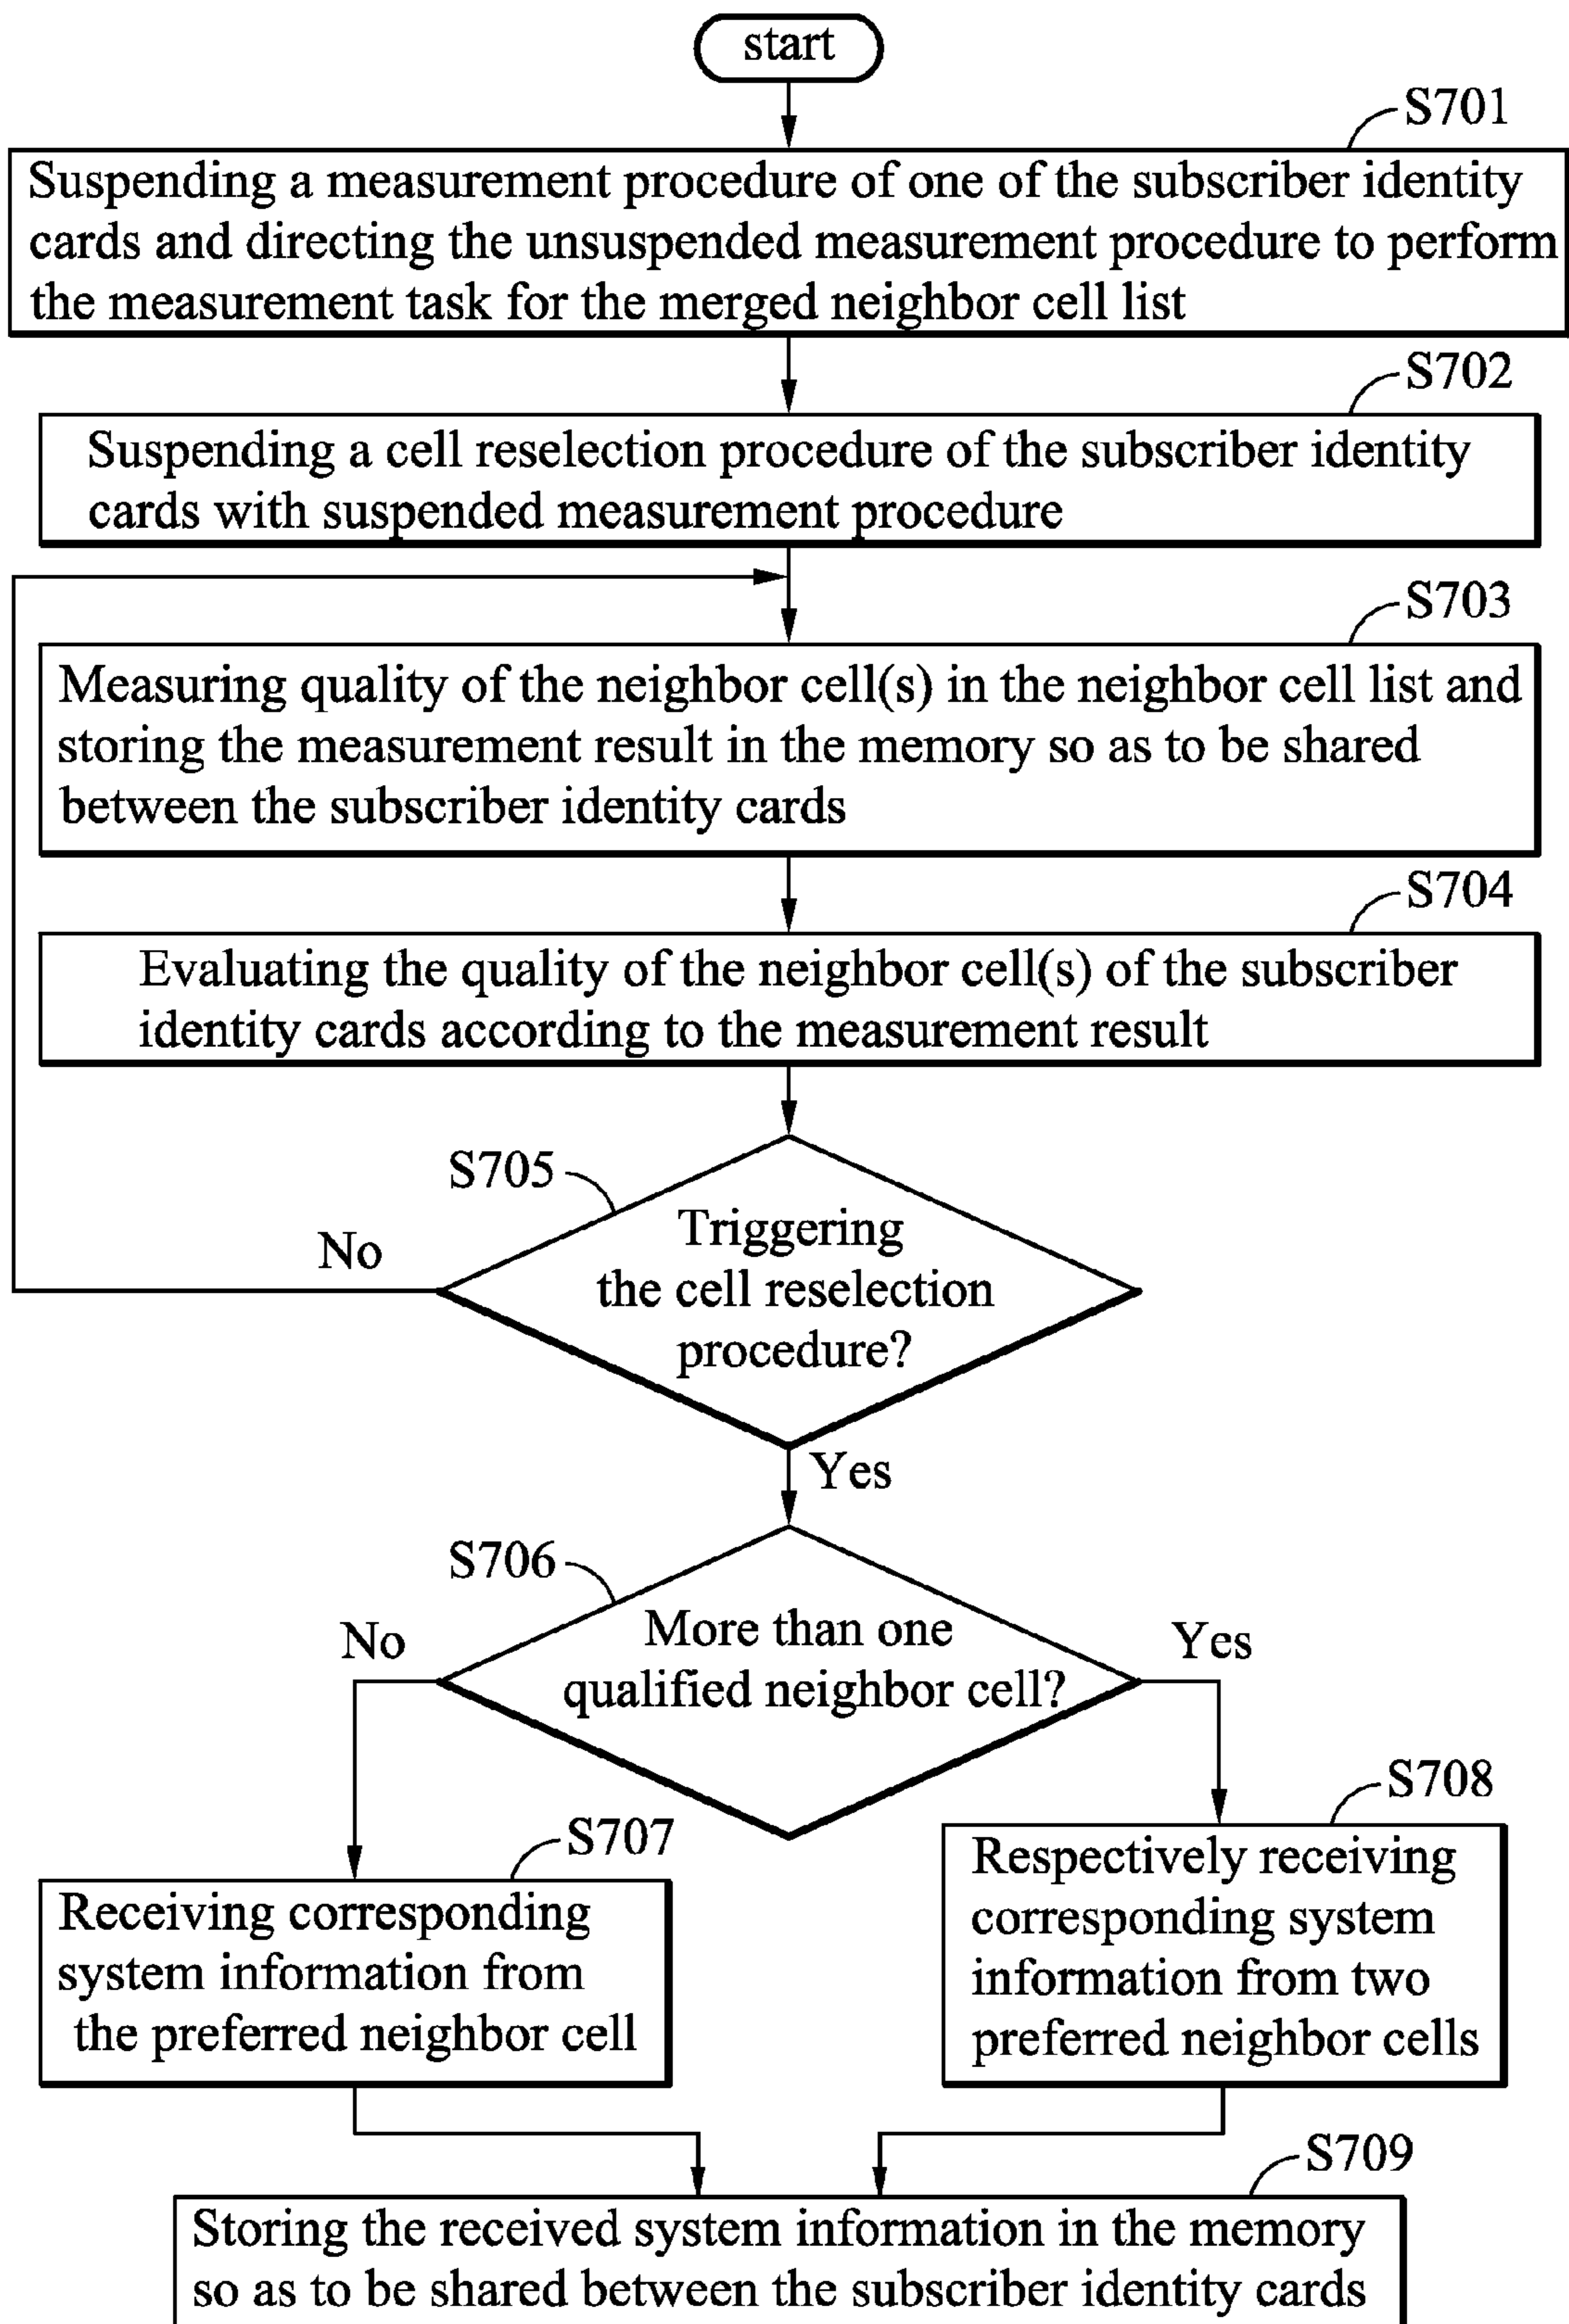 start
S701
Suspending a measurement procedure of one of the subscriber identity
cards and directing the unsuspended measurement procedure to perform
the measurement task for the merged neighbor cell list
S702
Suspending a cell reselection procedure of the subscriber identity
cards with suspended measurement procedure
S703
Measuring quality of the neighbor cell(s) in the neighbor cell list and
storing the measurement result in the memory so as to be shared
between the subscriber identity cards
S704
Evaluating the quality of the neighbor cell(s) of the subscriber
identity cards according to the measurement result
S705
No
Triggering
the cell reselection
procedure?
Yes
S706
No
More than one
qualified neighbor cell?
Yes
S707
Receiving corresponding
system information from
the preferred neighbor cell
S708
Respectively receiving
corresponding system
information from two
preferred neighbor cells
S709
Storing the received system information in the memory
so as to be shared between the subscriber identity cards